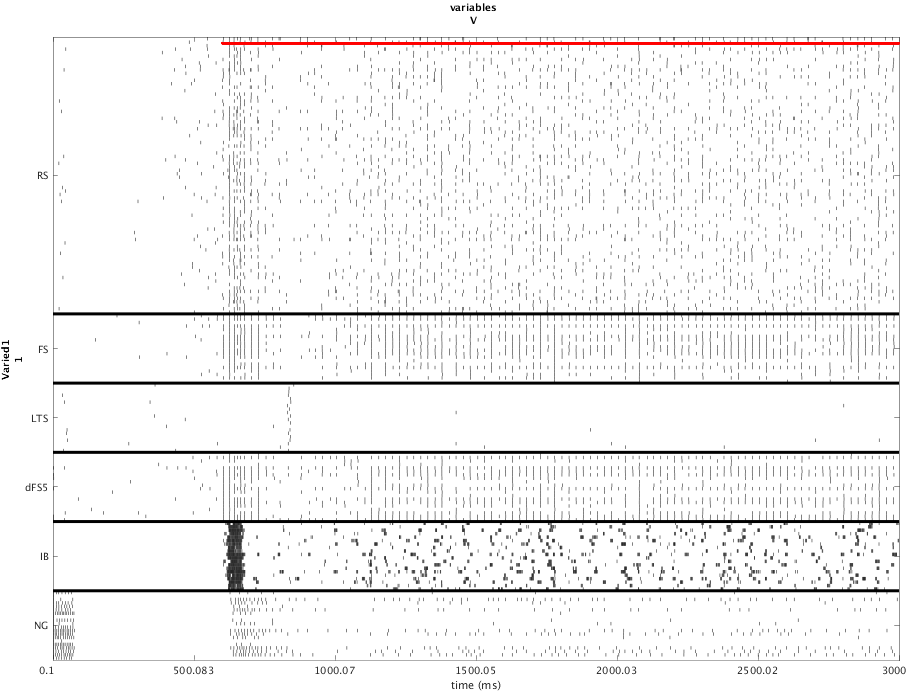 variables
V
RS
FS
LTS
dFS5
IB
NG
Varied1
1
0.1
500.083
1000.07
1500.05
2000.03
2500.02
3000
time (ms)